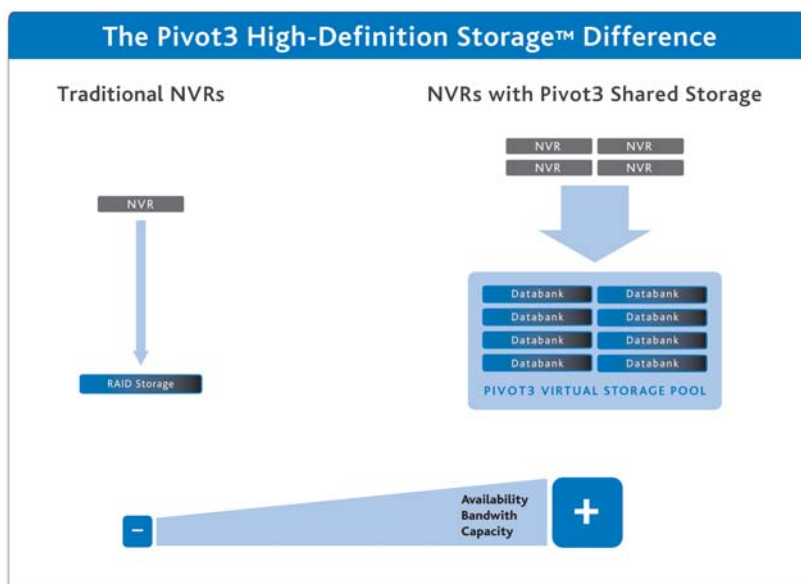 The Pivot3 High-Definition Storage™ Difference
Traditional NVRs
NVR
RAID Storage
NVRs with Pivot3 Shared Storage
NVR NVR
NVR NVR
Databank Databank
Databank Databank
Databank Databank
Databank Databank
PIVOT3 VIRTUAL STORAGE POOL
–
Availability
Bandwith
Capacity
+